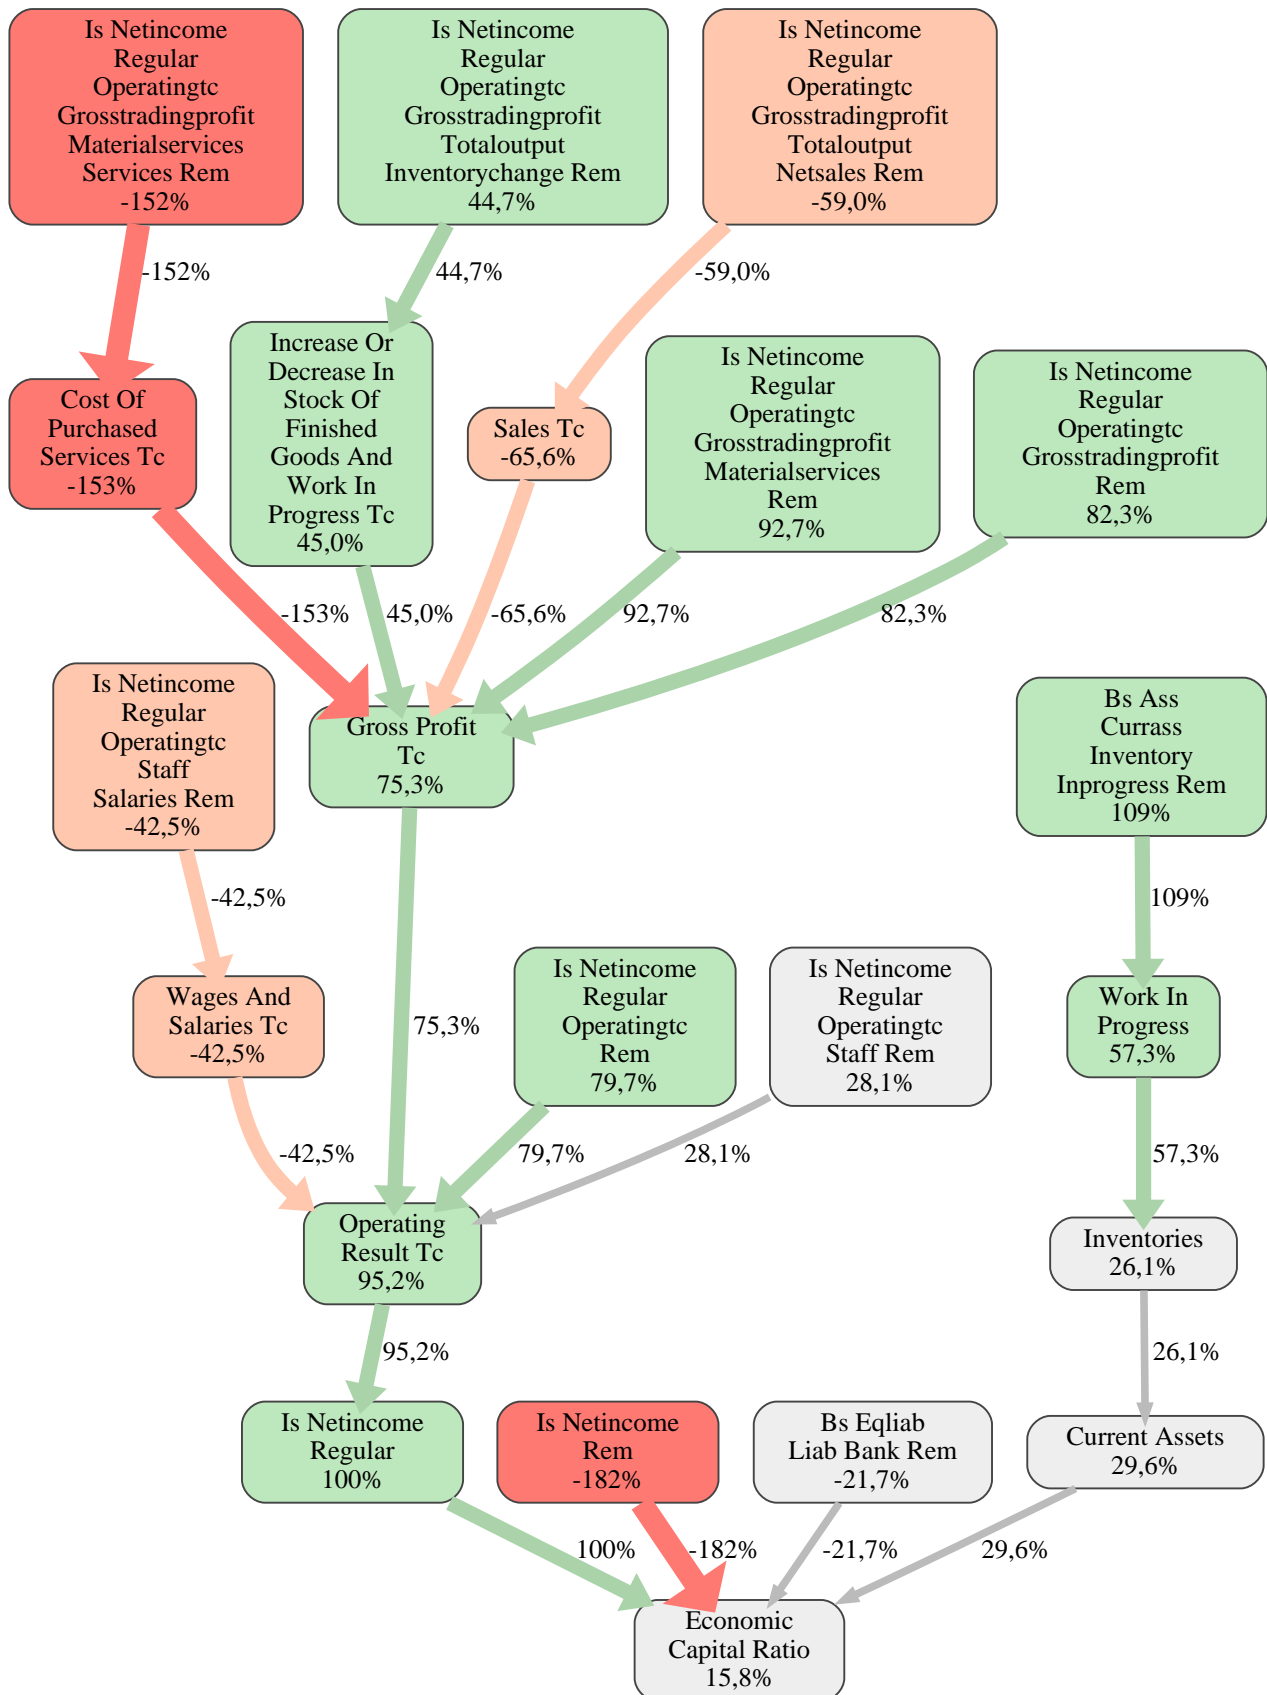 Is Netincome
Regular
Operatingtc
Grosstradingprofit
Materialservices
Services Rem
-152%
Is Netincome
Regular
Operatingtc
Grosstradingprofit
Totaloutput
Inventorychange Rem
44,7%
Is Netincome
Regular
Operatingtc
Grosstradingprofit
Totaloutput
Netsales Rem
-59,0%
-152%
44,7%
-59,0%
Cost Of
Purchased
Services Tc
-153%
Increase Or
Decrease In
Stock Of
Finished
Goods And
Work In
Progress Tc
45,0%
Sales Tc
-65,6%
Is Netincome
Regular
Operatingtc
Grosstradingprofit
Materialservices
Rem
92,7%
Is Netincome
Regular
Operatingtc
Grosstradingprofit
Rem
82,3%
-153%
45,0%
-65,6%
92,7%
82,3%
Is Netincome
Regular
Operatingtc
Staff
Salaries Rem
-42,5%
Gross Profit
Tc
75,3%
Bs Ass
Currass
Inventory
Inprogress Rem
109%
-42,5%
75,3%
109%
Wages And
Salaries Tc
-42,5%
Is Netincome
Regular
Operatingtc
Rem
79,7%
Is Netincome
Regular
Operatingtc
Staff Rem
28,1%
Work In
Progress
57,3%
-42,5%
79,7%
28,1%
57,3%
Operating
Result Tc
95,2%
Inventories
26,1%
95,2%
26,1%
Is Netincome
Regular
100%
Is Netincome
Rem
-182%
Bs Eqliab
Liab Bank Rem
-21,7%
Current Assets
29,6%
100%
-182%
-21,7%
29,6%
Economic
Capital Ratio
15,8%